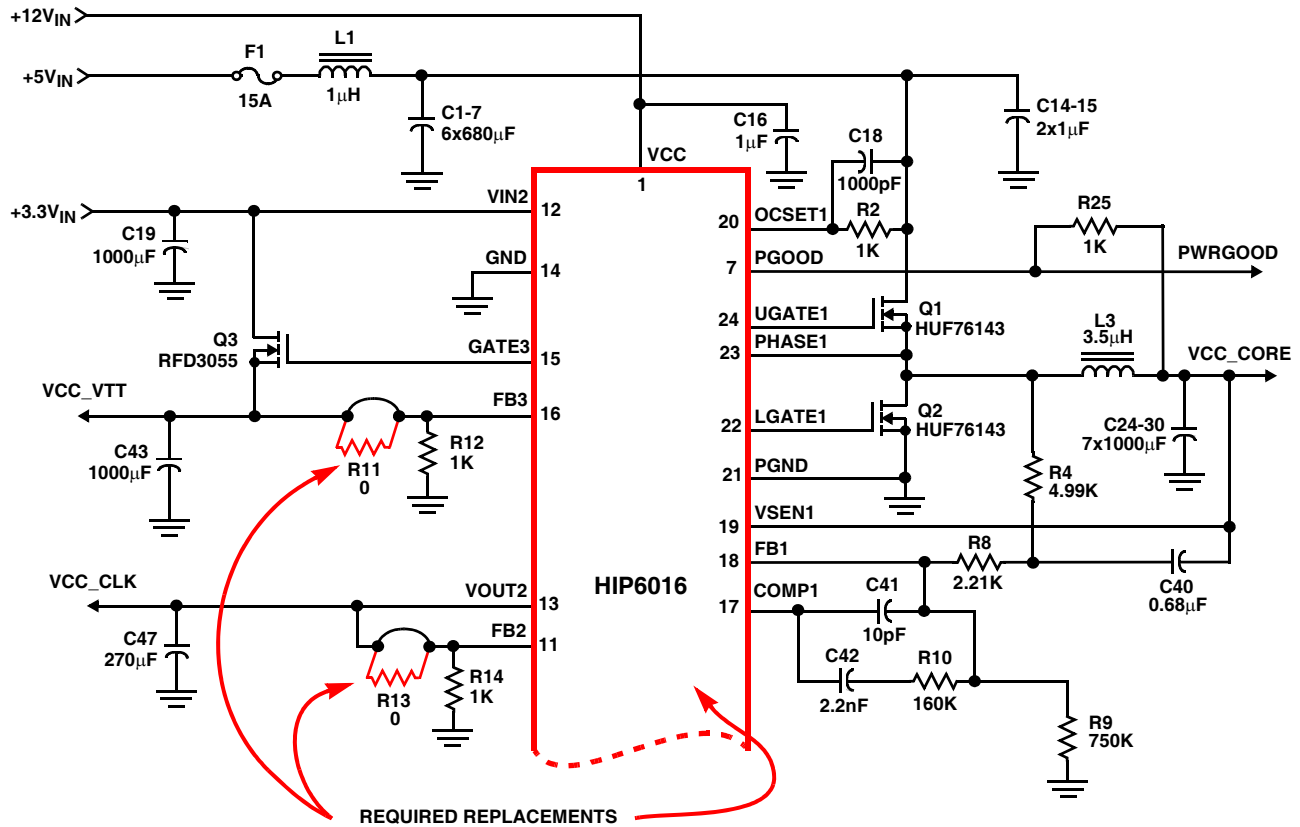 +12VIN
F1
L1
+5VIN
15A
1μH
C1-7
6x680μF
C16
1μF
C14-15
2x1μF
C18
1000pF
VCC
1
+3.3VIN
VIN2
12
C19
1000μF
GND
14
20
OCSET1
R2
1K
R25
1K
7
PGOOD
PWRGOOD
24
UGATE1
Q1
HUF76143
23
PHASE1
L3
3.5μH
VCC_CORE
Q3
RFD3055
GATE3
15
VCC_VTT
FB3
16
22
LGATE1
Q2
HUF76143
C24-30
7x1000μF
C43
1000μF
R11
0
R12
1K
21
PGND
R4
4.99K
19
VSEN1
18
FB1
R8
2.21K
C40
0.68μF
VCC_CLK
VOUT2
13
HIP6016
17
COMP1
C41
10pF
C47
270μF
FB2
11
R13
0
R14
1K
C42
2.2nF
R10
160K
R9
750K
REQUIRED REPLACEMENTS